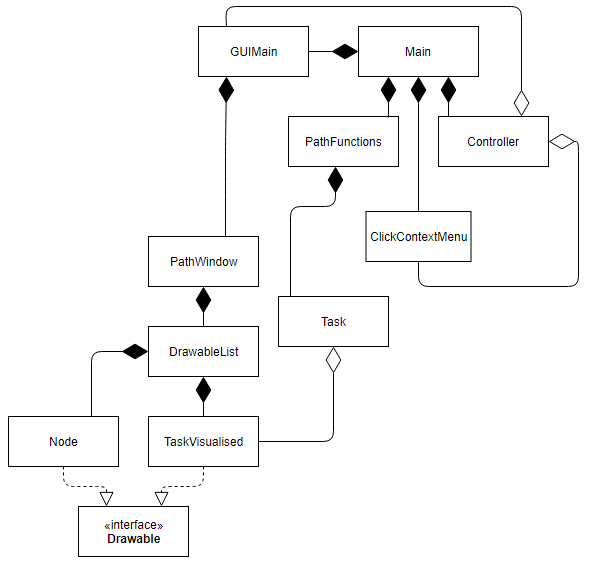 GUIMain
Main
PathFunctions
Controller
ClickContextMenu
PathWindow
Task
DrawableList
Node
TaskVisualised
«interface»
Drawable